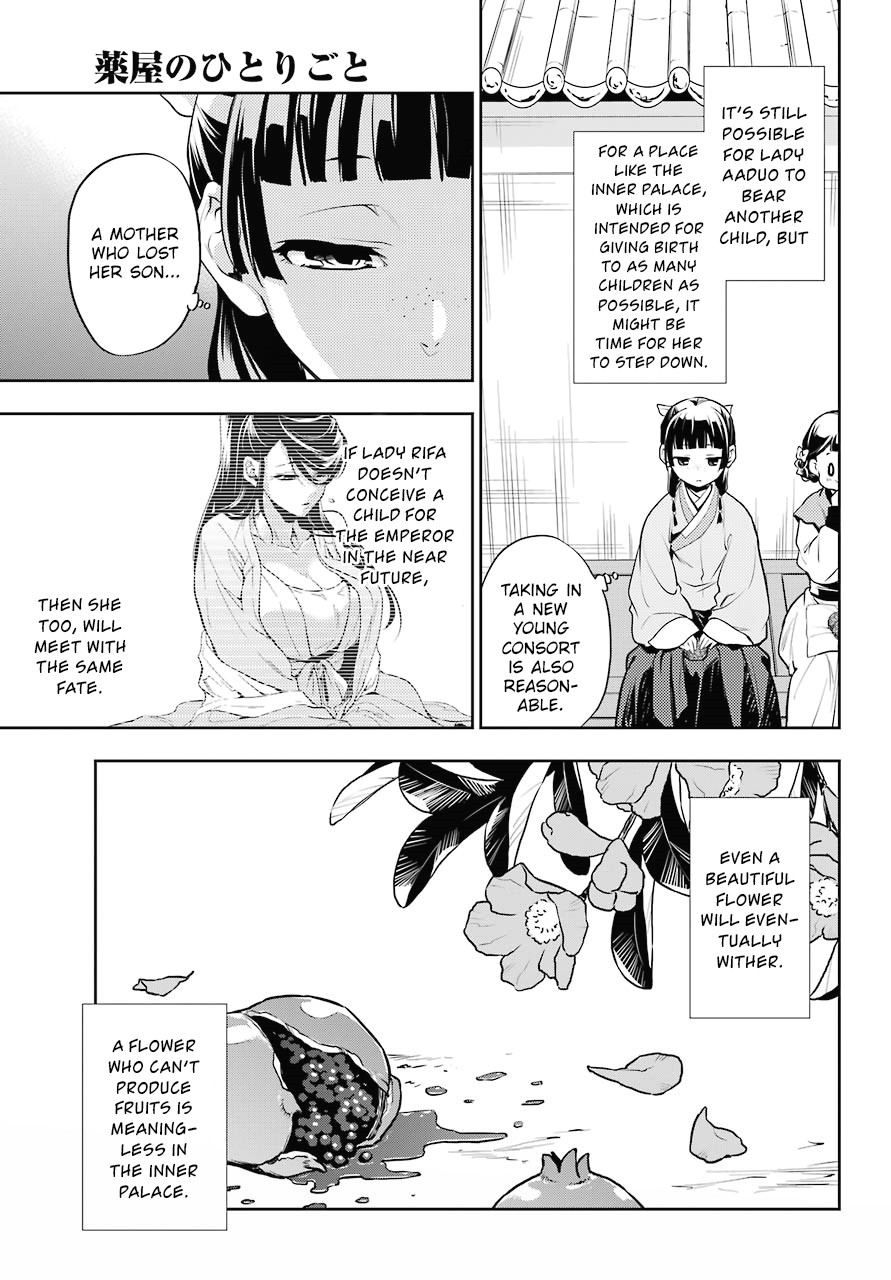 薬屋のひとりごと
IT'S STILL
POSSIBLE
FOR LADY
AADUO TO
BEAR
ANOTHER
CHILD, BUT
FOR A PLACE
LIKE THE
INNER PALACE,
WHICH IS
INTENDED FOR
GIVING BIRTH
TO AS MANY
CHILDREN AS
POSSIBLE, IT
MIGHT BE
TIME FOR HER
TO STEP DOWN.
TAKING IN
A NEW
YOUNG
CONSORT
IS ALSO
REASON-
ABLE.
A MOTHER
WHO LOST
HER SON...
IF LADY RIFA
DOESN'T
CONCEIVE A
CHILD FOR
THE EMPEROR
IN THE NEAR
FUTURE,
THEN SHE
TOO, WILL
MEET WITH
THE SAME
FATE.
EVEN A
BEAUTIFUL
FLOWER
WILL EVEN-
TUALLY
WITHER.
A FLOWER
WHO CAN'T
PRODUCE
FRUITS IS
MEANING-
LESS IN
THE INNER
PALACE.